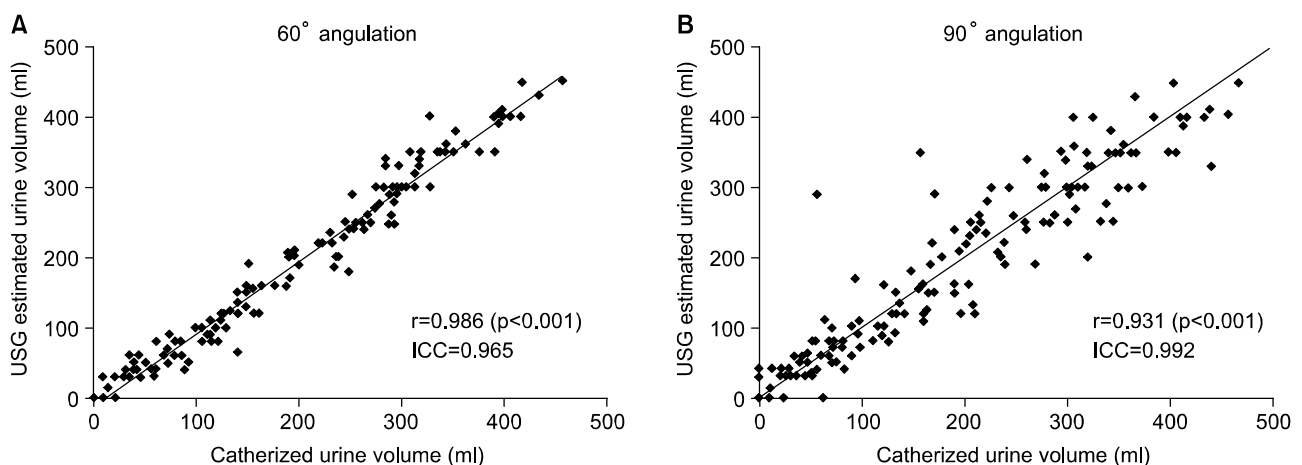 A
60° angulation
500
400
300
200
100
0
USG estimated urine volume (ml)
r=0.986 (p<0.001)
ICC=0.965
0 100 200 300 400 500
Catherized urine volume (ml)
B
90° angulation
500
400
300
200
100
0
USG estimated urine volume (ml)
r=0.931 (p<0.001)
ICC=0.992
0 100 200 300 400 500
Catherized urine volume (ml)